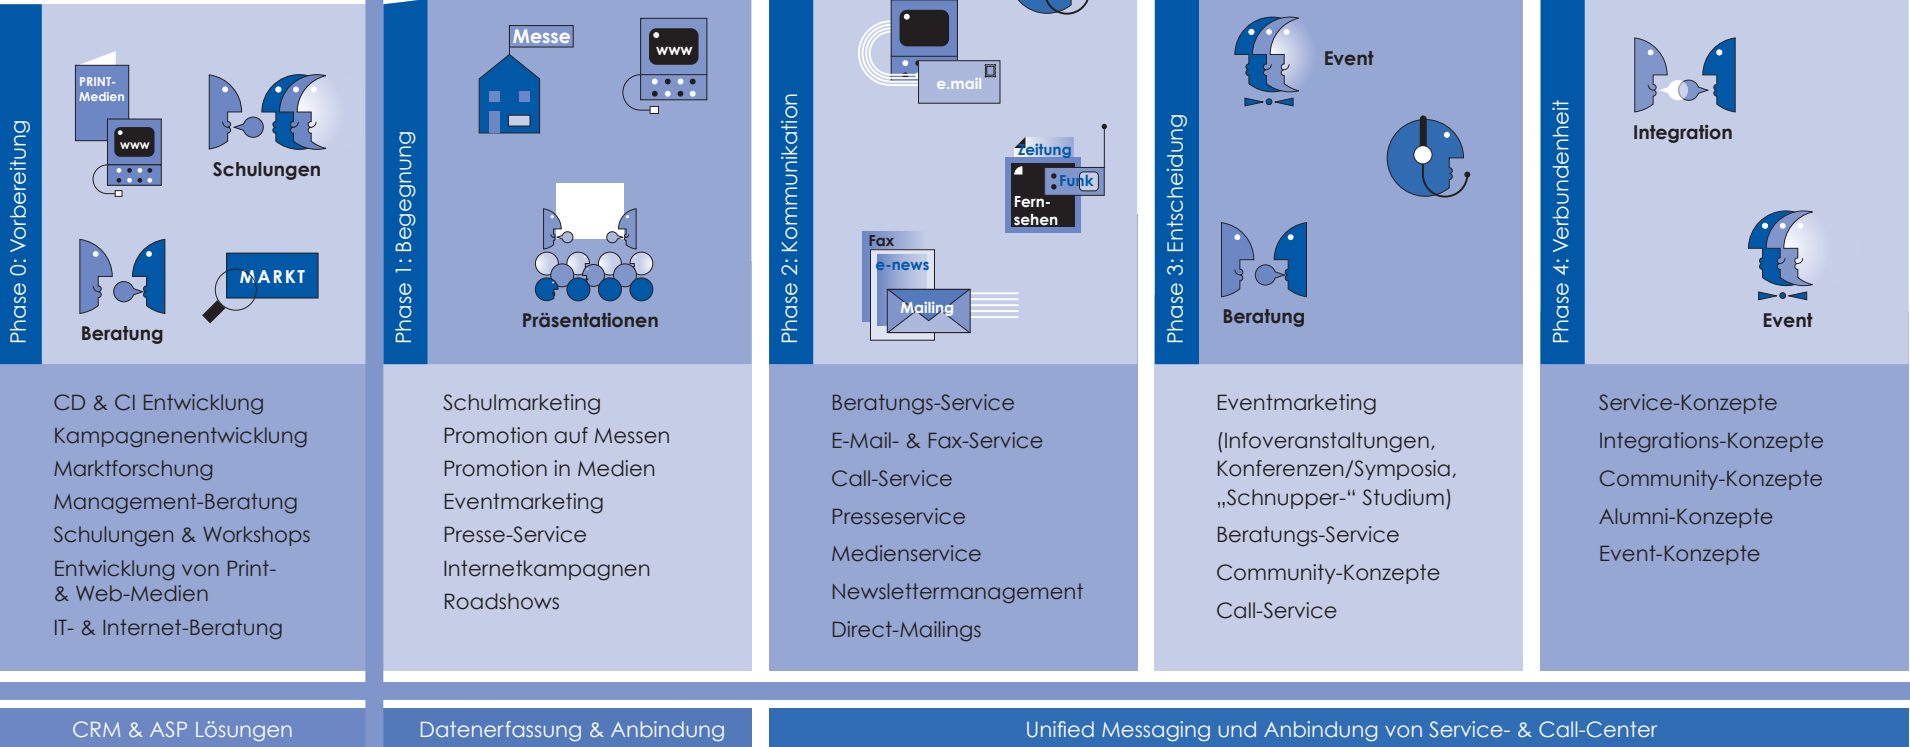 Phase 0: Vorbereitung
PRINT-
Medien
www
Schulungen
Beratung
MARKT
CD & CI Entwicklung
Kampagnenentwicklung
Marktforschung
Management-Beratung
Schulungen & Workshops
Entwicklung von Print-
& Web-Medien
IT- & Internet-Beratung
CRM & ASP Lösungen
Phase 1: Begegnung
Messe
www
Präsentationen
Schulmarketing
Promotion auf Messen
Promotion in Medien
Eventmarketing
Presse-Service
Internetkampagnen
Roadshows
Datenerfassung & Anbindung
Phase 2: Kommunikation
e.mail
Zeitung
Funk
Fern-
sehen
Fax
e-news
Mailing
Beratungs-Service
E-Mail- & Fax-Service
Call-Service
Presseservice
Medienservice
Newslettermanagement
Direct-Mailings
Phase 3: Entscheidung
Event
Beratung
Eventmarketing
(Infoveranstaltungen,
Konferenzen/Symposia,
„Schnupper-“ Studium)
Beratungs-Service
Community-Konzepte
Call-Service
Phase 4: Verbundenheit
Integration
Event
Service-Konzepte
Integrations-Konzepte
Community-Konzepte
Alumni-Konzepte
Event-Konzepte
Unified Messaging und Anbindung von Service- & Call-Center